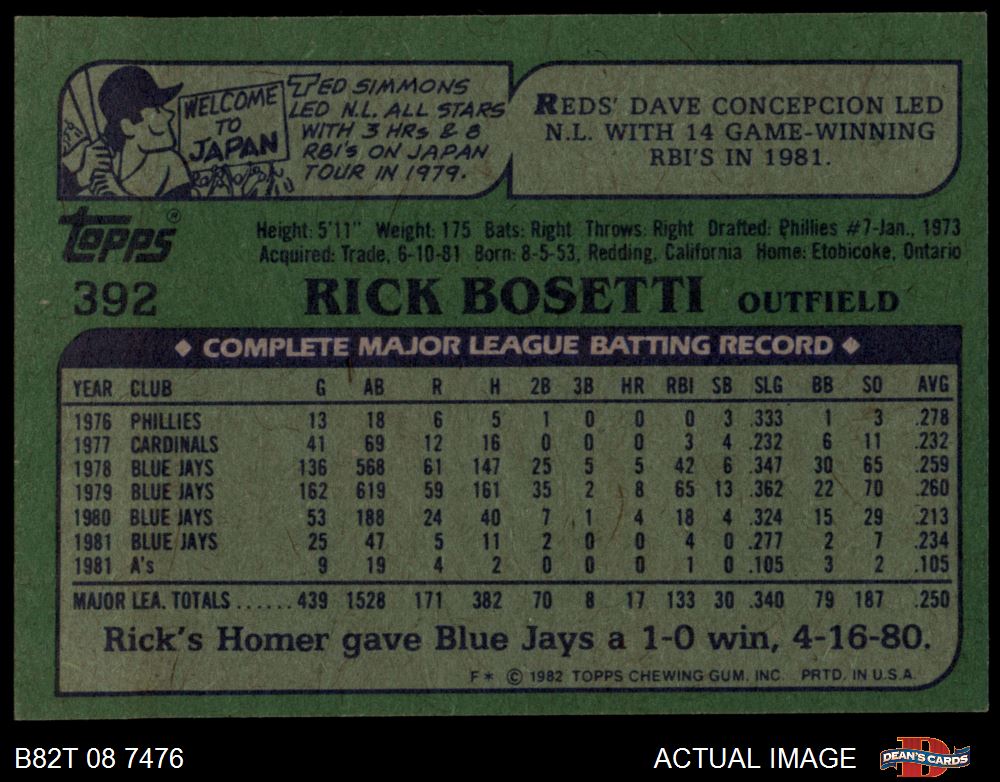 WELCOME
TO
JAPAN
TED SIMMONS
LED N.L. ALL STARS
WITH 3 HRs & 8
RBI'S ON JAPAN
TOUR IN 1979.
REDS' DAVE CONCEPCION LED
N.L. WITH 14 GAME-WINNING
RBI'S IN 1981.
Topps®
Height: 5'11" Weight: 175 Bats: Right Throws: Right Drafted: Phillies #7-Jan., 1973
Acquired: Trade, 6-10-81 Born: 8-5-53, Redding, California Home: Etobicoke, Ontario
392 RICK BOSETTI OUTFIELD
◆ COMPLETE MAJOR LEAGUE BATTING RECORD ◆
YEAR CLUB G AB R H 2B 3B HR RBI SB SLG BB SO AVG
1976 PHILLIES 13 18 6 5 1 0 0 0 3 .333 1 3 .278
1977 CARDINALS 41 69 12 16 0 0 0 3 4 .232 6 11 .232
1978 BLUE JAYS 136 568 61 147 25 5 5 42 6 .347 30 65 .259
1979 BLUE JAYS 162 619 59 161 35 2 8 65 13 .362 22 70 .260
1980 BLUE JAYS 53 188 24 40 7 1 4 18 4 .324 15 29 .213
1981 BLUE JAYS 25 47 5 11 2 0 0 4 0 .277 2 7 .234
1981 A's 9 19 4 2 0 0 0 1 0 .105 3 2 .105
MAJOR LEA. TOTALS ...... 439 1528 171 382 70 8 17 133 30 .340 79 187 .250
Rick's Homer gave Blue Jays a 1-0 win, 4-16-80.
F* © 1982 TOPPS CHEWING GUM, INC. PRTD. IN U.S.A.
B82T 08 7476
ACTUAL IMAGE
D
DEAN'S CARDS